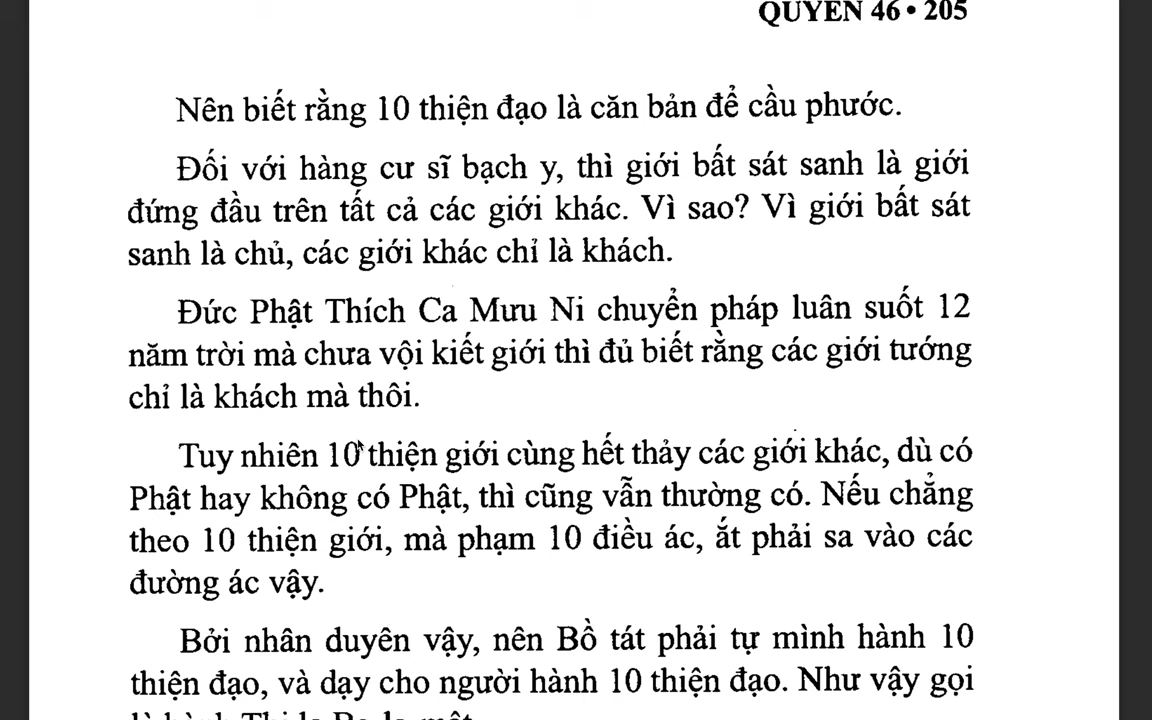 QUYỂN 46 • 205
Nên biết rằng 10 thiện đạo là căn bản để cầu phước.
Đối với hàng cư sĩ bạch y, thì giới bất sát sanh là giới
đứng đầu trên tất cả các giới khác. Vì sao? Vì giới bất sát
sanh là chủ, các giới khác chỉ là khách.
Đức Phật Thích Ca Mưu Ni chuyển pháp luân suốt 12
năm trời mà chưa vội kiết giới thì đủ biết rằng các giới tướng
chỉ là khách mà thôi.
Tuy nhiên 10 thiện giới cùng hết thảy các giới khác, dù có
Phật hay không có Phật, thì cũng vẫn thường có. Nếu chẳng
theo 10 thiện giới, mà phạm 10 điều ác, ắt phải sa vào các
đường ác vậy.
Bởi nhân duyên vậy, nên Bồ tát phải tự mình hành 10
thiện đạo, và dạy cho người hành 10 thiện đạo. Như vậy gọi